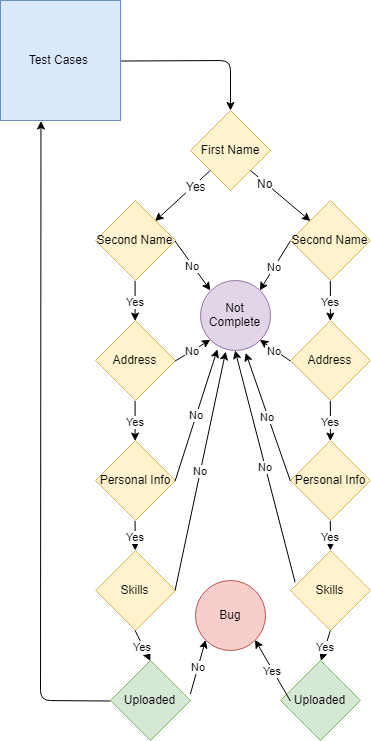 Test Cases
First Name
Yes
No
Second Name
Second Name
No
No
Not
Complete
Yes
Yes
Address
No
No
Address
No
No
Yes
Yes
Personal Info
No
No
Personal Info
Yes
Yes
Skills
Bug
Skills
Yes
Yes
No
Yes
Uploaded
Uploaded